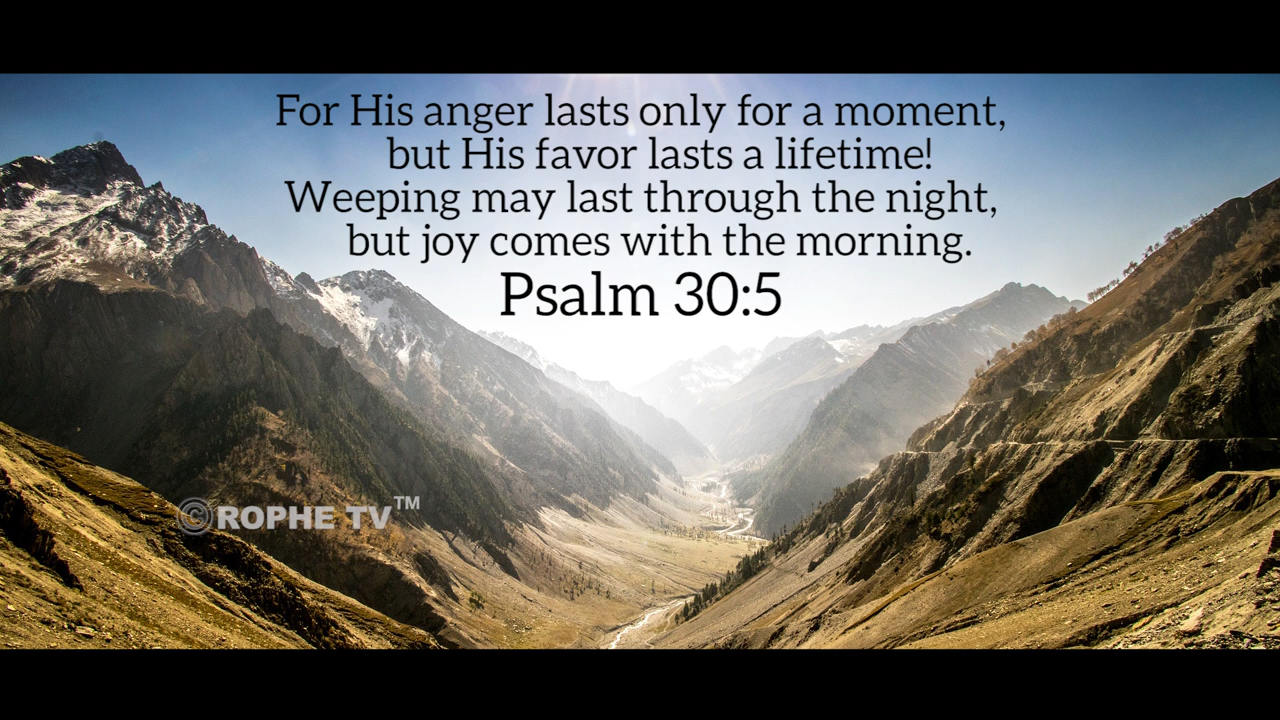 For His anger lasts only for a moment,
but His favor lasts a lifetime!
Weeping may last through the night,
but joy comes with the morning.
Psalm 30:5
©ROPHE TV™